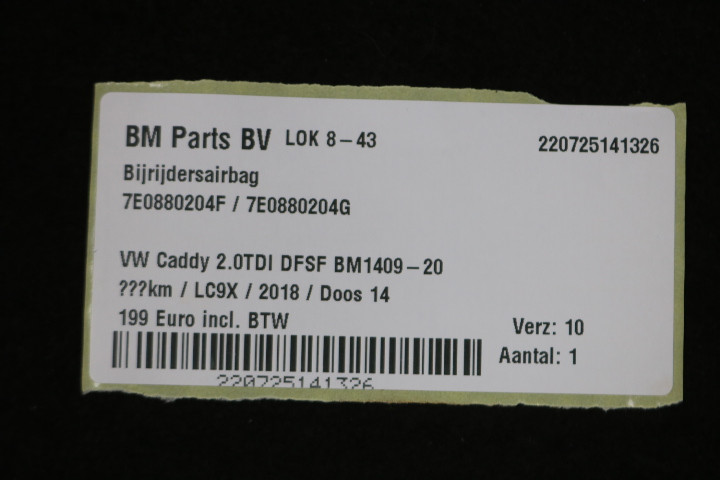 BM Parts BV LOK 8-43 220725141326
Bijrijdersairbag
7E0880204F / 7E0880204G
VW Caddy 2.0TDI DFSF BM1409-20
???km / LC9X / 2018 / Doos 14
199 Euro incl. BTW
Verz: 10
Aantal: 1
220725141326